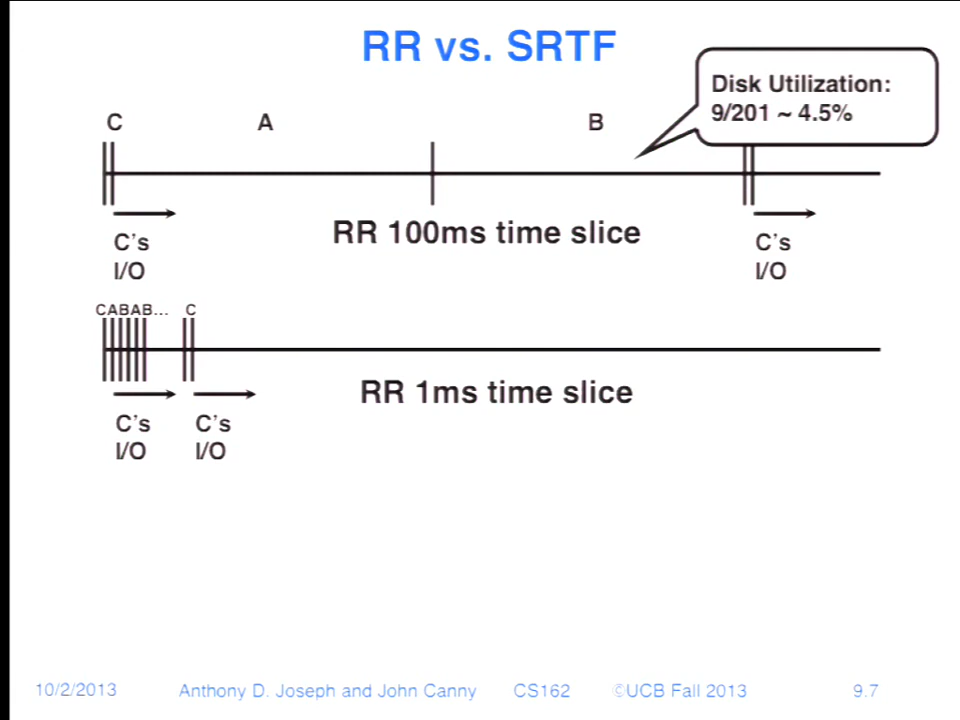 RR vs. SRTF
Disk Utilization:
9/201 ~ 4.5%
C
A
B
RR 100ms time slice
C's
I/O
C's
I/O
CABAB...
C
RR 1ms time slice
C's
I/O
C's
I/O
10/2/2013
Anthony D. Joseph and John Canny
CS162
©UCB Fall 2013
9.7